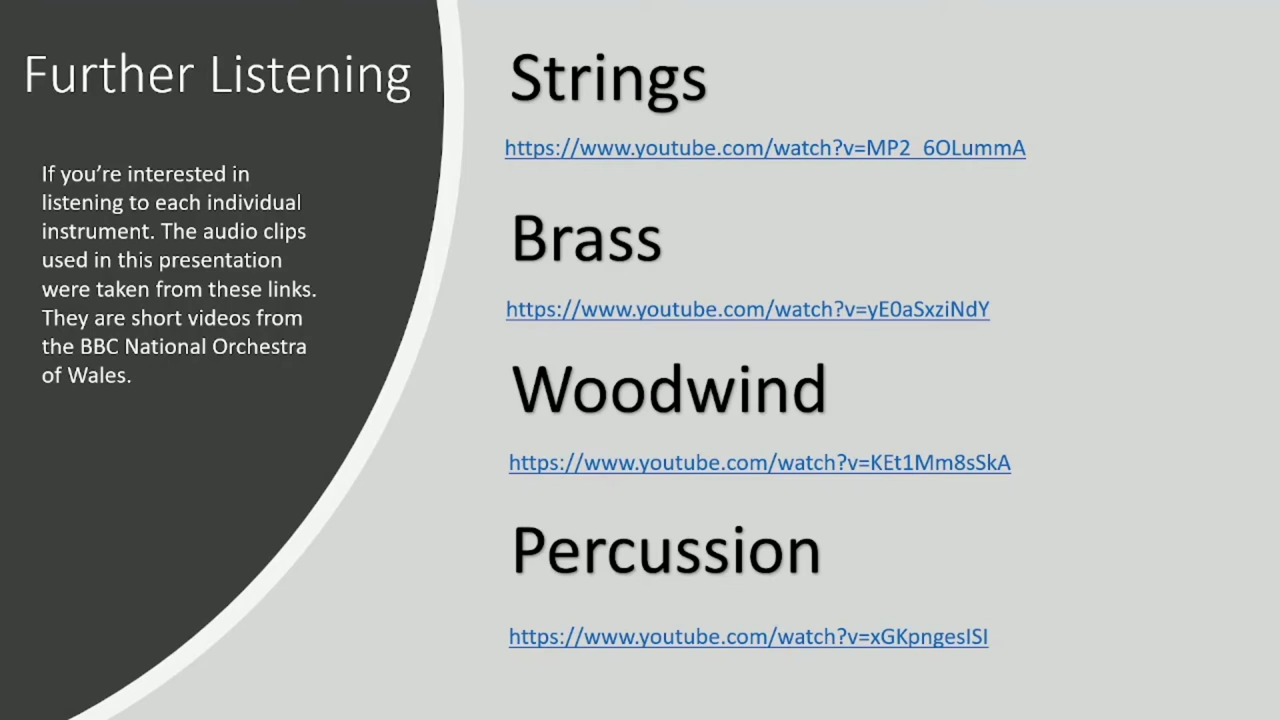 Further Listening
If you’re interested in
listening to each individual
instrument. The audio clips
used in this presentation
were taken from these links.
They are short videos from
the BBC National Orchestra
of Wales.
Strings
https://www.youtube.com/watch?v=MP2_6OLummA
Brass
https://www.youtube.com/watch?v=yE0aSxziNdY
Woodwind
https://www.youtube.com/watch?v=KEt1Mm8sSkA
Percussion
https://www.youtube.com/watch?v=xGKpngesISI